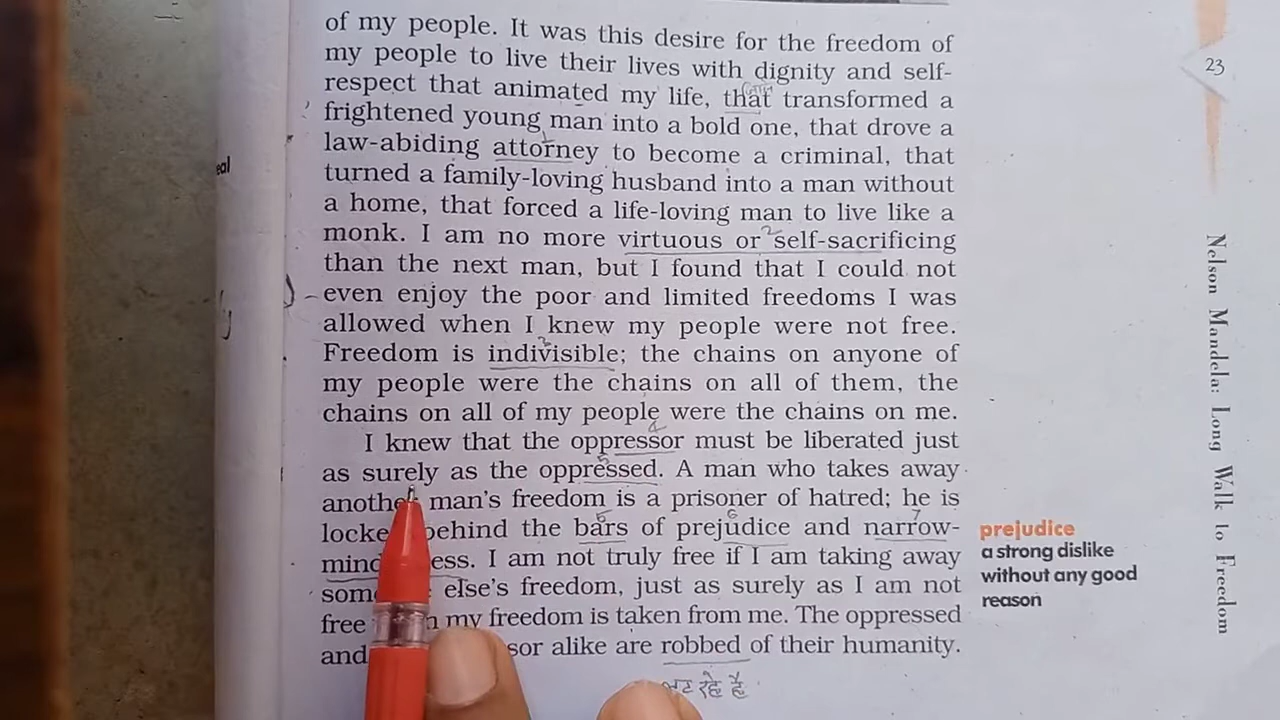 of my people. It was this desire for the freedom of
my people to live their lives with dignity and self-
respect that animated my life, that transformed a
frightened young man into a bold one, that drove a
law-abiding attorney to become a criminal, that
turned a family-loving husband into a man without
a home, that forced a life-loving man to live like a
monk. I am no more virtuous or self-sacrificing
than the next man, but I found that I could not
even enjoy the poor and limited freedoms I was
allowed when I knew my people were not free.
Freedom is indivisible; the chains on anyone of
my people were the chains on all of them, the
chains on all of my people were the chains on me.
I knew that the oppressor must be liberated just
as surely as the oppressed. A man who takes away
man's freedom is a prisoner of hatred; he is
behind the bars of prejudice and narrow-
I am not truly free if I am taking away
else's freedom, just as surely as I am not
free my freedom is taken from me. The oppressed
and alike are robbed of their humanity.
रहे है
prejudice
a strong dislike
without any good
reason
23
Nelson Mandela: Long Walk to Freedom